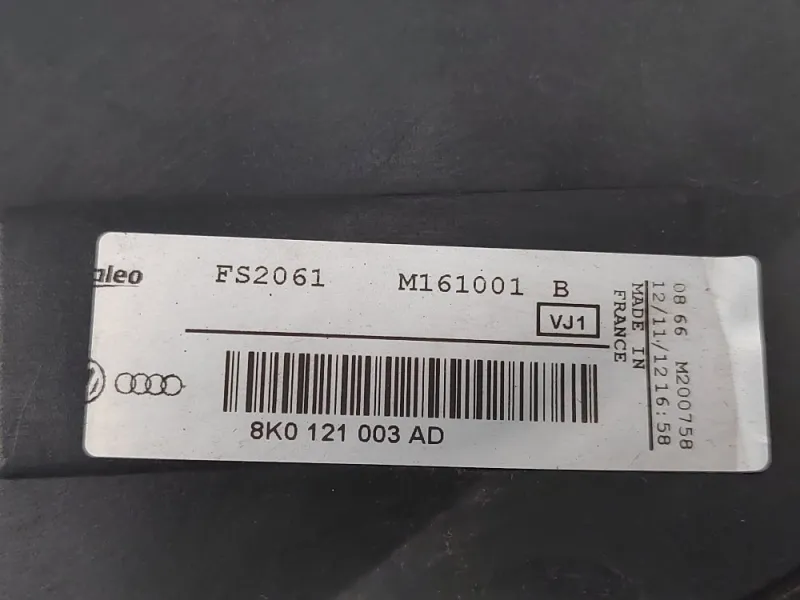 aleo FS2061 M161001 B
VJ1
8K0 121 003 AD
MADE IN
FRANCE
08 66 M200758
12/11/12 16:58